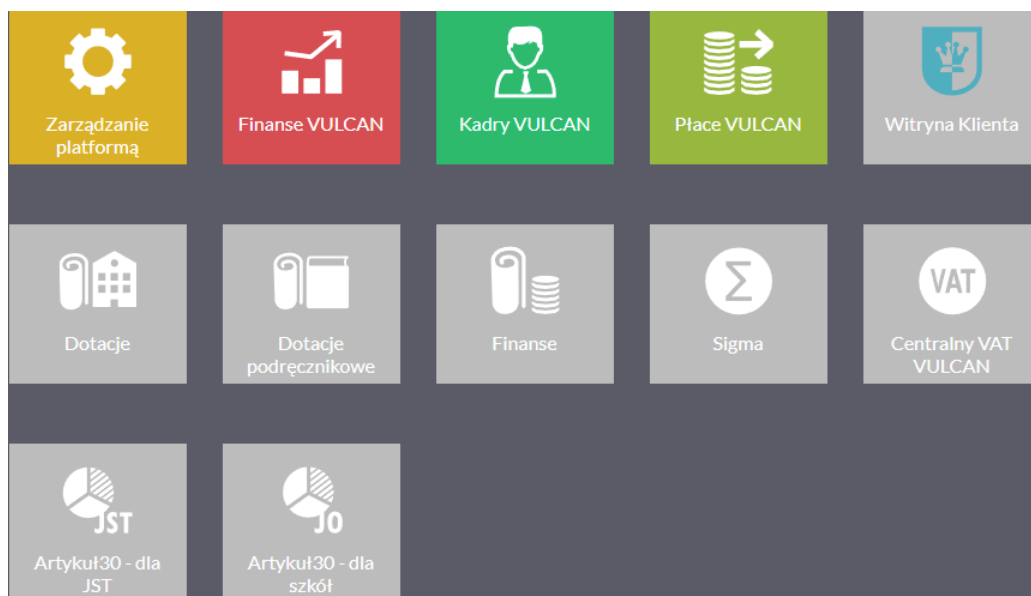 Zarządzanie
platformą
Finanse VULCAN
Kadry VULCAN
Płace VULCAN
Witryna Klienta
Dotacje
Dotacje
podręcznikowe
Finanse
Σ
Sigma
VAT
Centralny VAT
VULCAN
JST
Artykuł30 - dla
JST
JO
Artykuł30 - dla
szkół